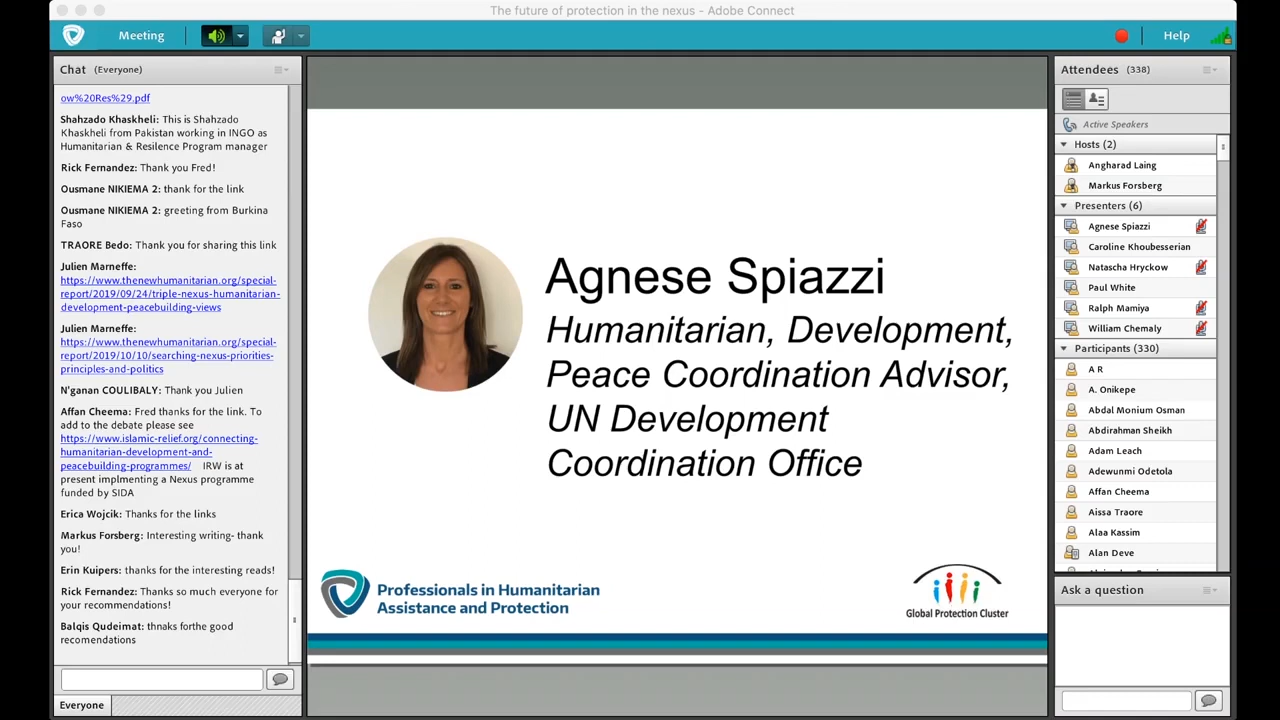 The future of protection in the nexus - Adobe Connect
Meeting
Help
Chat (Everyone)
ow%20Res%29.pdf
Shahzado Khaskheli: This is Shahzado
Khaskheli from Pakistan working in INGO as
Humanitarian & Resilence Program manager
Rick Fernandez: Thank you Fred!
Ousmane NIKIEMA 2: thank for the link
Ousmane NIKIEMA 2: greeting from Burkina
Faso
TRAORE Bedo: Thank you for sharing this link
Julien Marneffe:
https://www.thenewhumanitarian.org/special-
report/2019/09/24/triple-nexus-humanitarian-
development-peacebuilding-views
Julien Marneffe:
https://www.thenewhumanitarian.org/special-
report/2019/10/10/searching-nexus-priorities-
principles-and-politics
N'ganan COULIBALY: Thank you Julien
Affan Cheema: Fred thanks for the link. To
add to the debate please see
https://www.islamic-relief.org/connecting-
humanitarian-development-and-
peacebuilding-programmes/ IRW is at
present implmenting a Nexus programme
funded by SIDA
Erica Wojcik: Thanks for the links
Markus Forsberg: Interesting writing- thank
you!
Erin Kuipers: thanks for the interesting reads!
Rick Fernandez: Thanks so much everyone for
your recommendations!
Balqis Qudeimat: thnaks forthe good
recomendations
Everyone
Agnese Spiazzi
Humanitarian, Development,
Peace Coordination Advisor,
UN Development
Coordination Office
Professionals in Humanitarian
Assistance and Protection
Global Protection Cluster
Attendees (338)
Active Speakers
Hosts (2)
Angharad Laing
Markus Forsberg
Presenters (6)
Agnese Spiazzi
Caroline Khoubesserian
Natascha Hryckow
Paul White
Ralph Mamiya
William Chemaly
Participants (330)
A R
A. Onikepe
Abdal Monium Osman
Abdirahman Sheikh
Adam Leach
Adewunmi Odetola
Affan Cheema
Aissa Traore
Alaa Kassim
Alan Deve
Ask a question